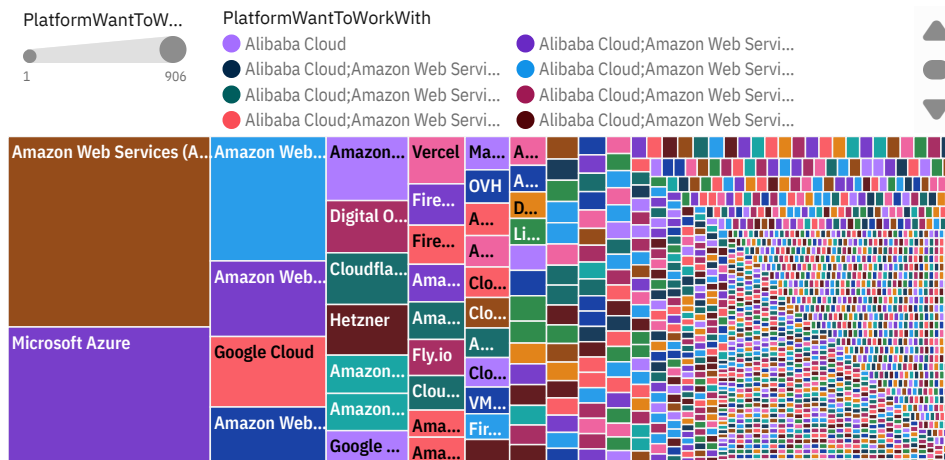 PlatformWantToW...
1
906
PlatformWantToWorkWith
Alibaba Cloud
Alibaba Cloud;Amazon Web Servi...
Alibaba Cloud;Amazon Web Servi...
Alibaba Cloud;Amazon Web Servi...
Alibaba Cloud;Amazon Web Servi...
Alibaba Cloud;Amazon Web Servi...
Alibaba Cloud;Amazon Web Servi...
Alibaba Cloud;Amazon Web Servi...
Amazon Web Services (A...
Microsoft Azure
Amazon Web...
Amazon Web...
Google Cloud
Amazon Web...
Amazon...
Digital O...
Cloudfla...
Hetzner
Amazon...
Amazon...
Google ...
Vercel
Fire...
Fire...
Ama...
Ama...
Fly.io
Clou...
Ama...
Ama...
Ma...
OVH
A...
A...
Clo...
Clo...
A...
Clo...
VM...
Fir...
A...
A...
D...
Li...